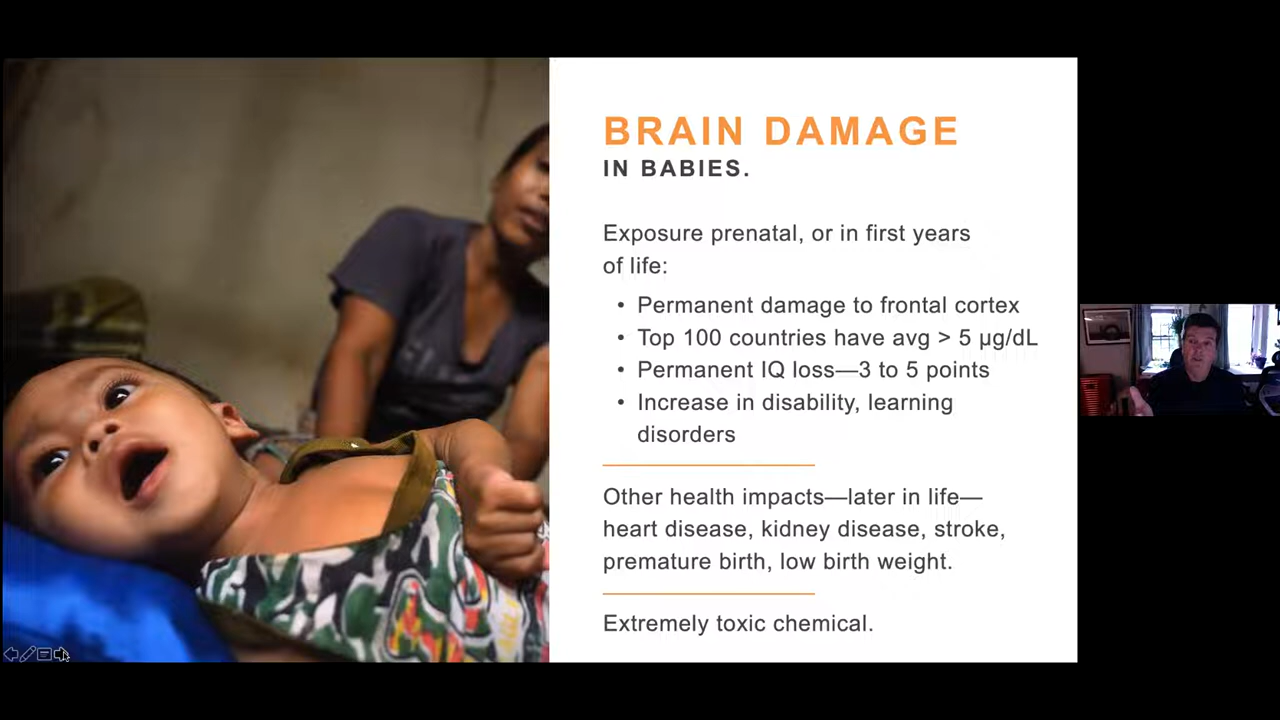 BRAIN DAMAGE
IN BABIES.
Exposure prenatal, or in first years
of life:
• Permanent damage to frontal cortex
• Top 100 countries have avg > 5 µg/dL
• Permanent IQ loss—3 to 5 points
• Increase in disability, learning
disorders
Other health impacts—later in life—
heart disease, kidney disease, stroke,
premature birth, low birth weight.
Extremely toxic chemical.